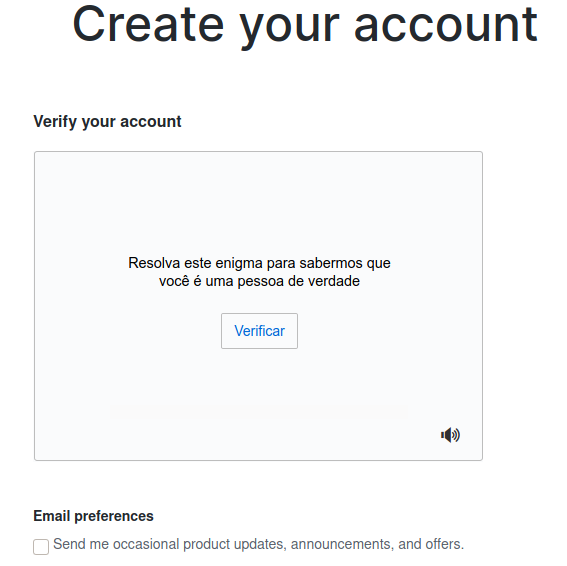 Create your account
Verify your account
Resolva este enigma para sabermos que
você é uma pessoa de verdade
Verificar
Email preferences
Send me occasional product updates, announcements, and offers.